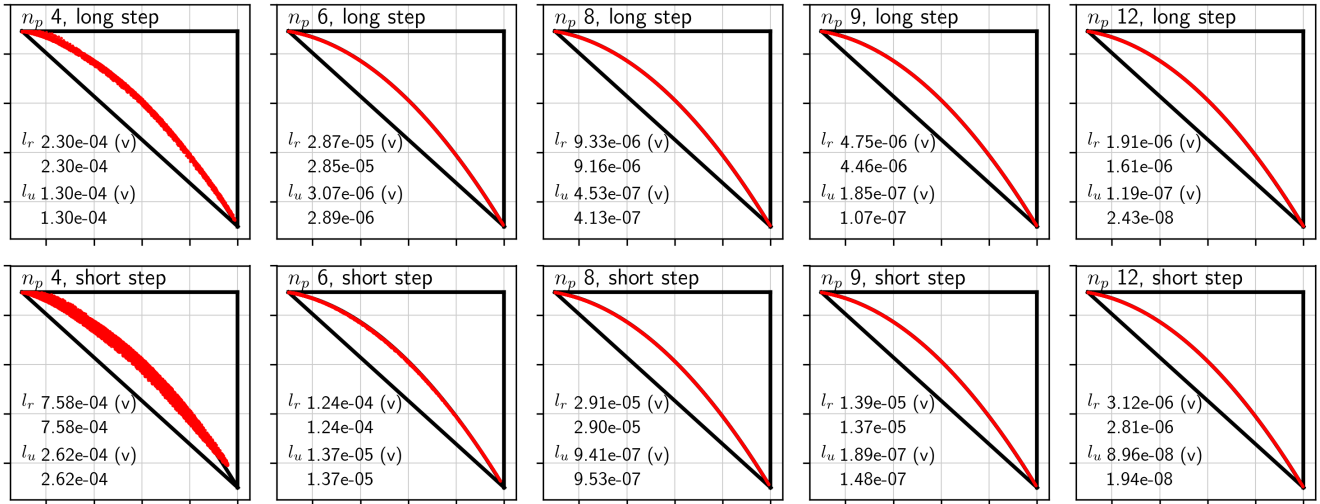 n_p 4, long step
l_r 2.30e-04 (v)
2.30e-04
l_u 1.30e-04 (v)
1.30e-04
n_p 6, long step
l_r 2.87e-05 (v)
2.85e-05
l_u 3.07e-06 (v)
2.89e-06
n_p 8, long step
l_r 9.33e-06 (v)
9.16e-06
l_u 4.53e-07 (v)
4.13e-07
n_p 9, long step
l_r 4.75e-06 (v)
4.46e-06
l_u 1.85e-07 (v)
1.07e-07
n_p 12, long step
l_r 1.91e-06 (v)
1.61e-06
l_u 1.19e-07 (v)
2.43e-08
n_p 4, short step
l_r 7.58e-04 (v)
7.58e-04
l_u 2.62e-04 (v)
2.62e-04
n_p 6, short step
l_r 1.24e-04 (v)
1.24e-04
l_u 1.37e-05 (v)
1.37e-05
n_p 8, short step
l_r 2.91e-05 (v)
2.90e-05
l_u 9.41e-07 (v)
9.53e-07
n_p 9, short step
l_r 1.39e-05 (v)
1.37e-05
l_u 1.89e-07 (v)
1.48e-07
n_p 12, short step
l_r 3.12e-06 (v)
2.81e-06
l_u 8.96e-08 (v)
1.94e-08